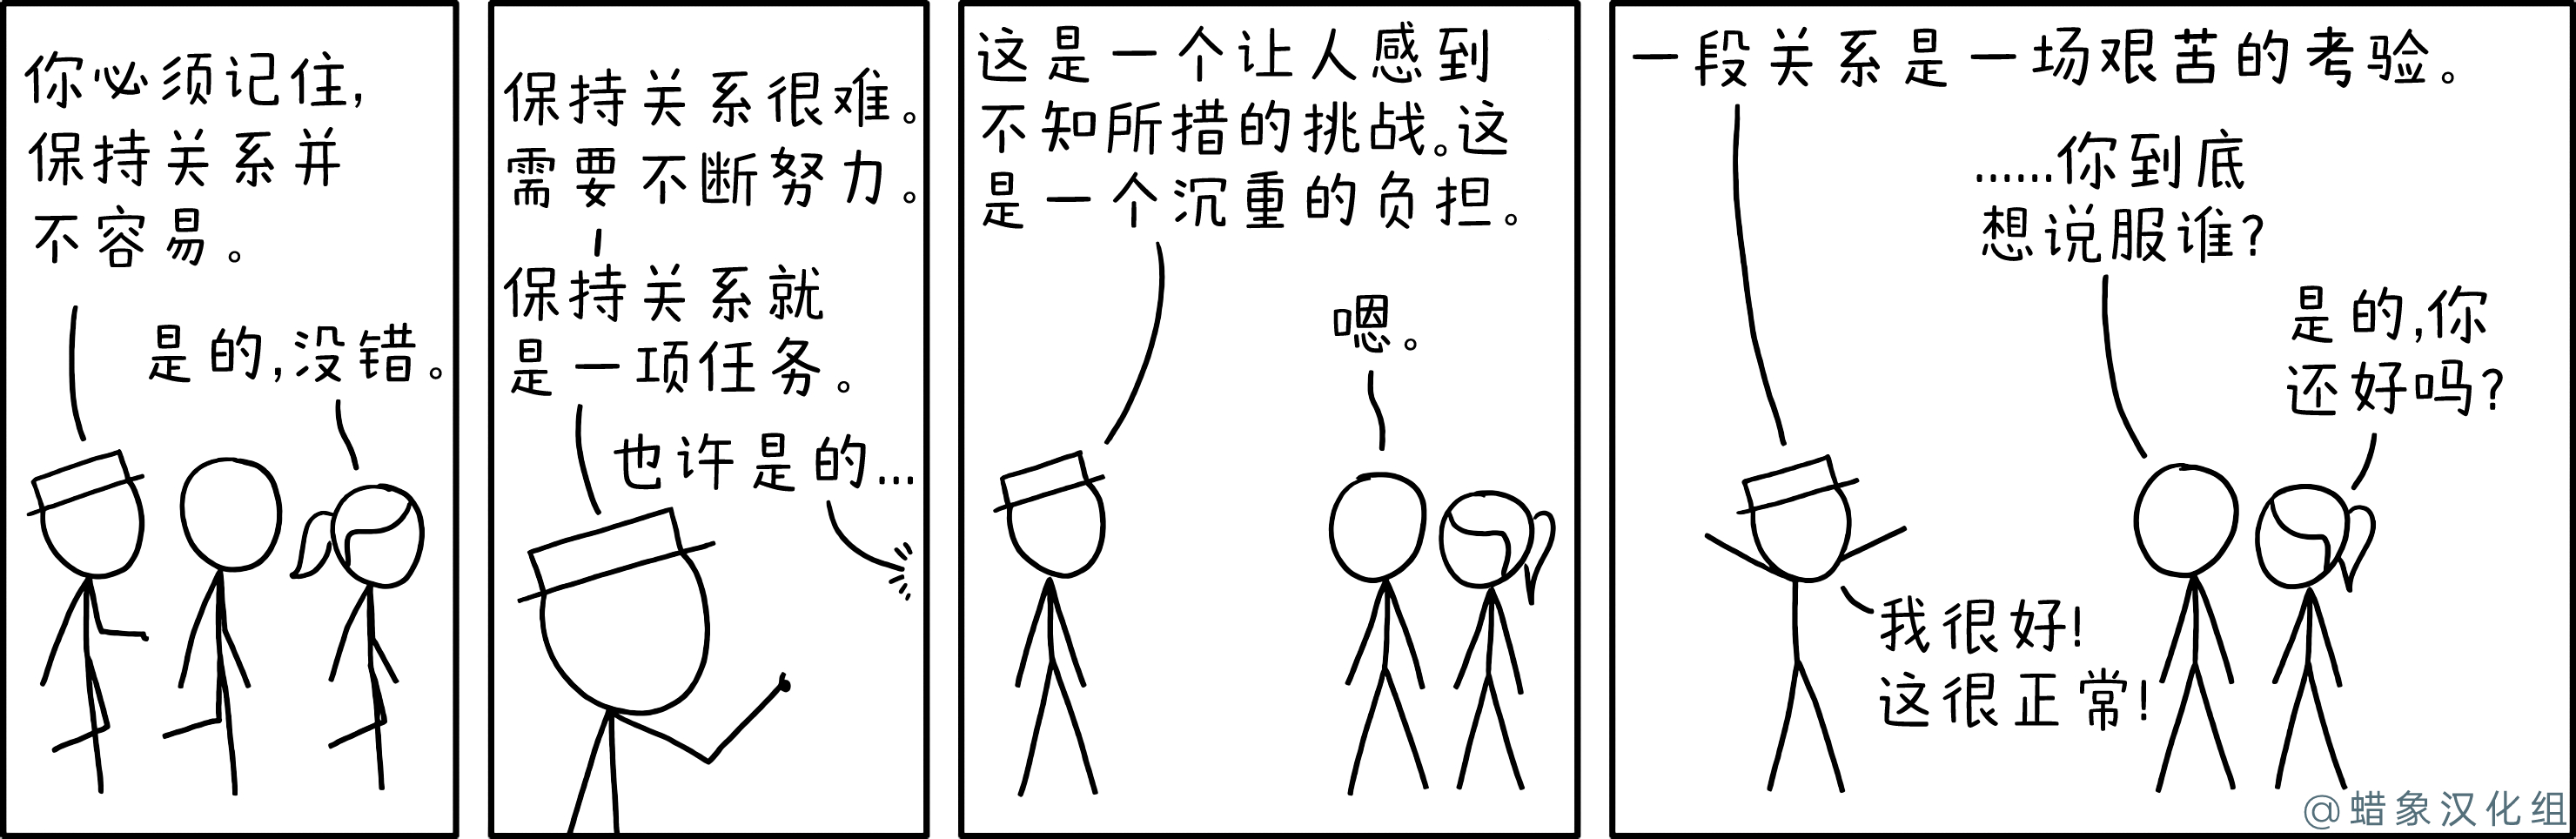 你必须记住,
保持关系并
不容易。
是的,没错。
保持关系很难。
需要不断努力。
保持关系就
是一项任务。
也许是的...
这是一个让人感到
不知所措的挑战。这
是一个沉重的负担。
嗯。
一段关系是一场艰苦的考验。
......你到底
想说服谁?
是的,你
还好吗?
我很好!
这很正常!
@蜡象汉化组